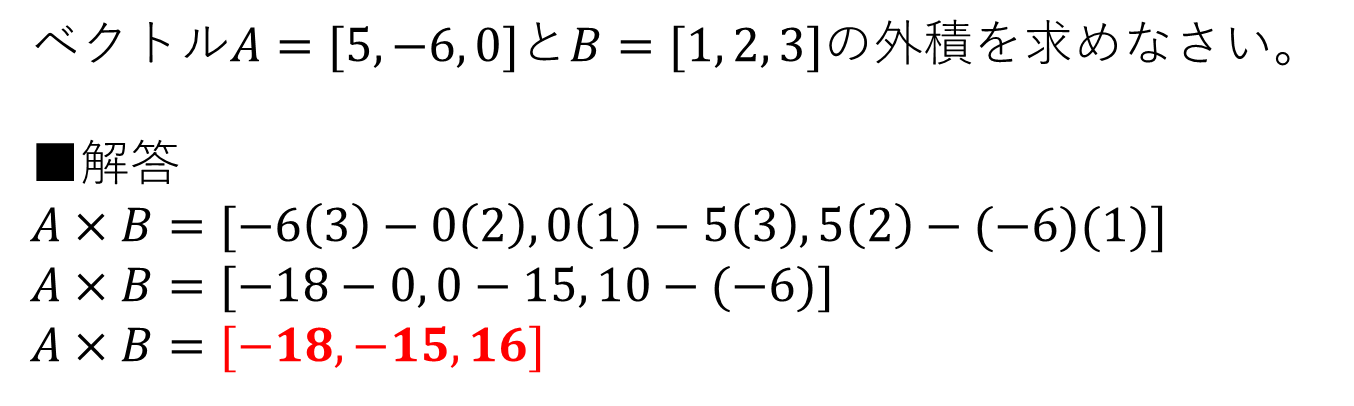 ベクトルA = [5, −6, 0]とB = [1, 2, 3]の外積を求めなさい。
■解答
A × B = [−6(3) − 0(2), 0(1) − 5(3), 5(2) − (−6)(1)]
A × B = [−18 − 0, 0 − 15, 10 − (−6)]
A × B = [−18, −15, 16]